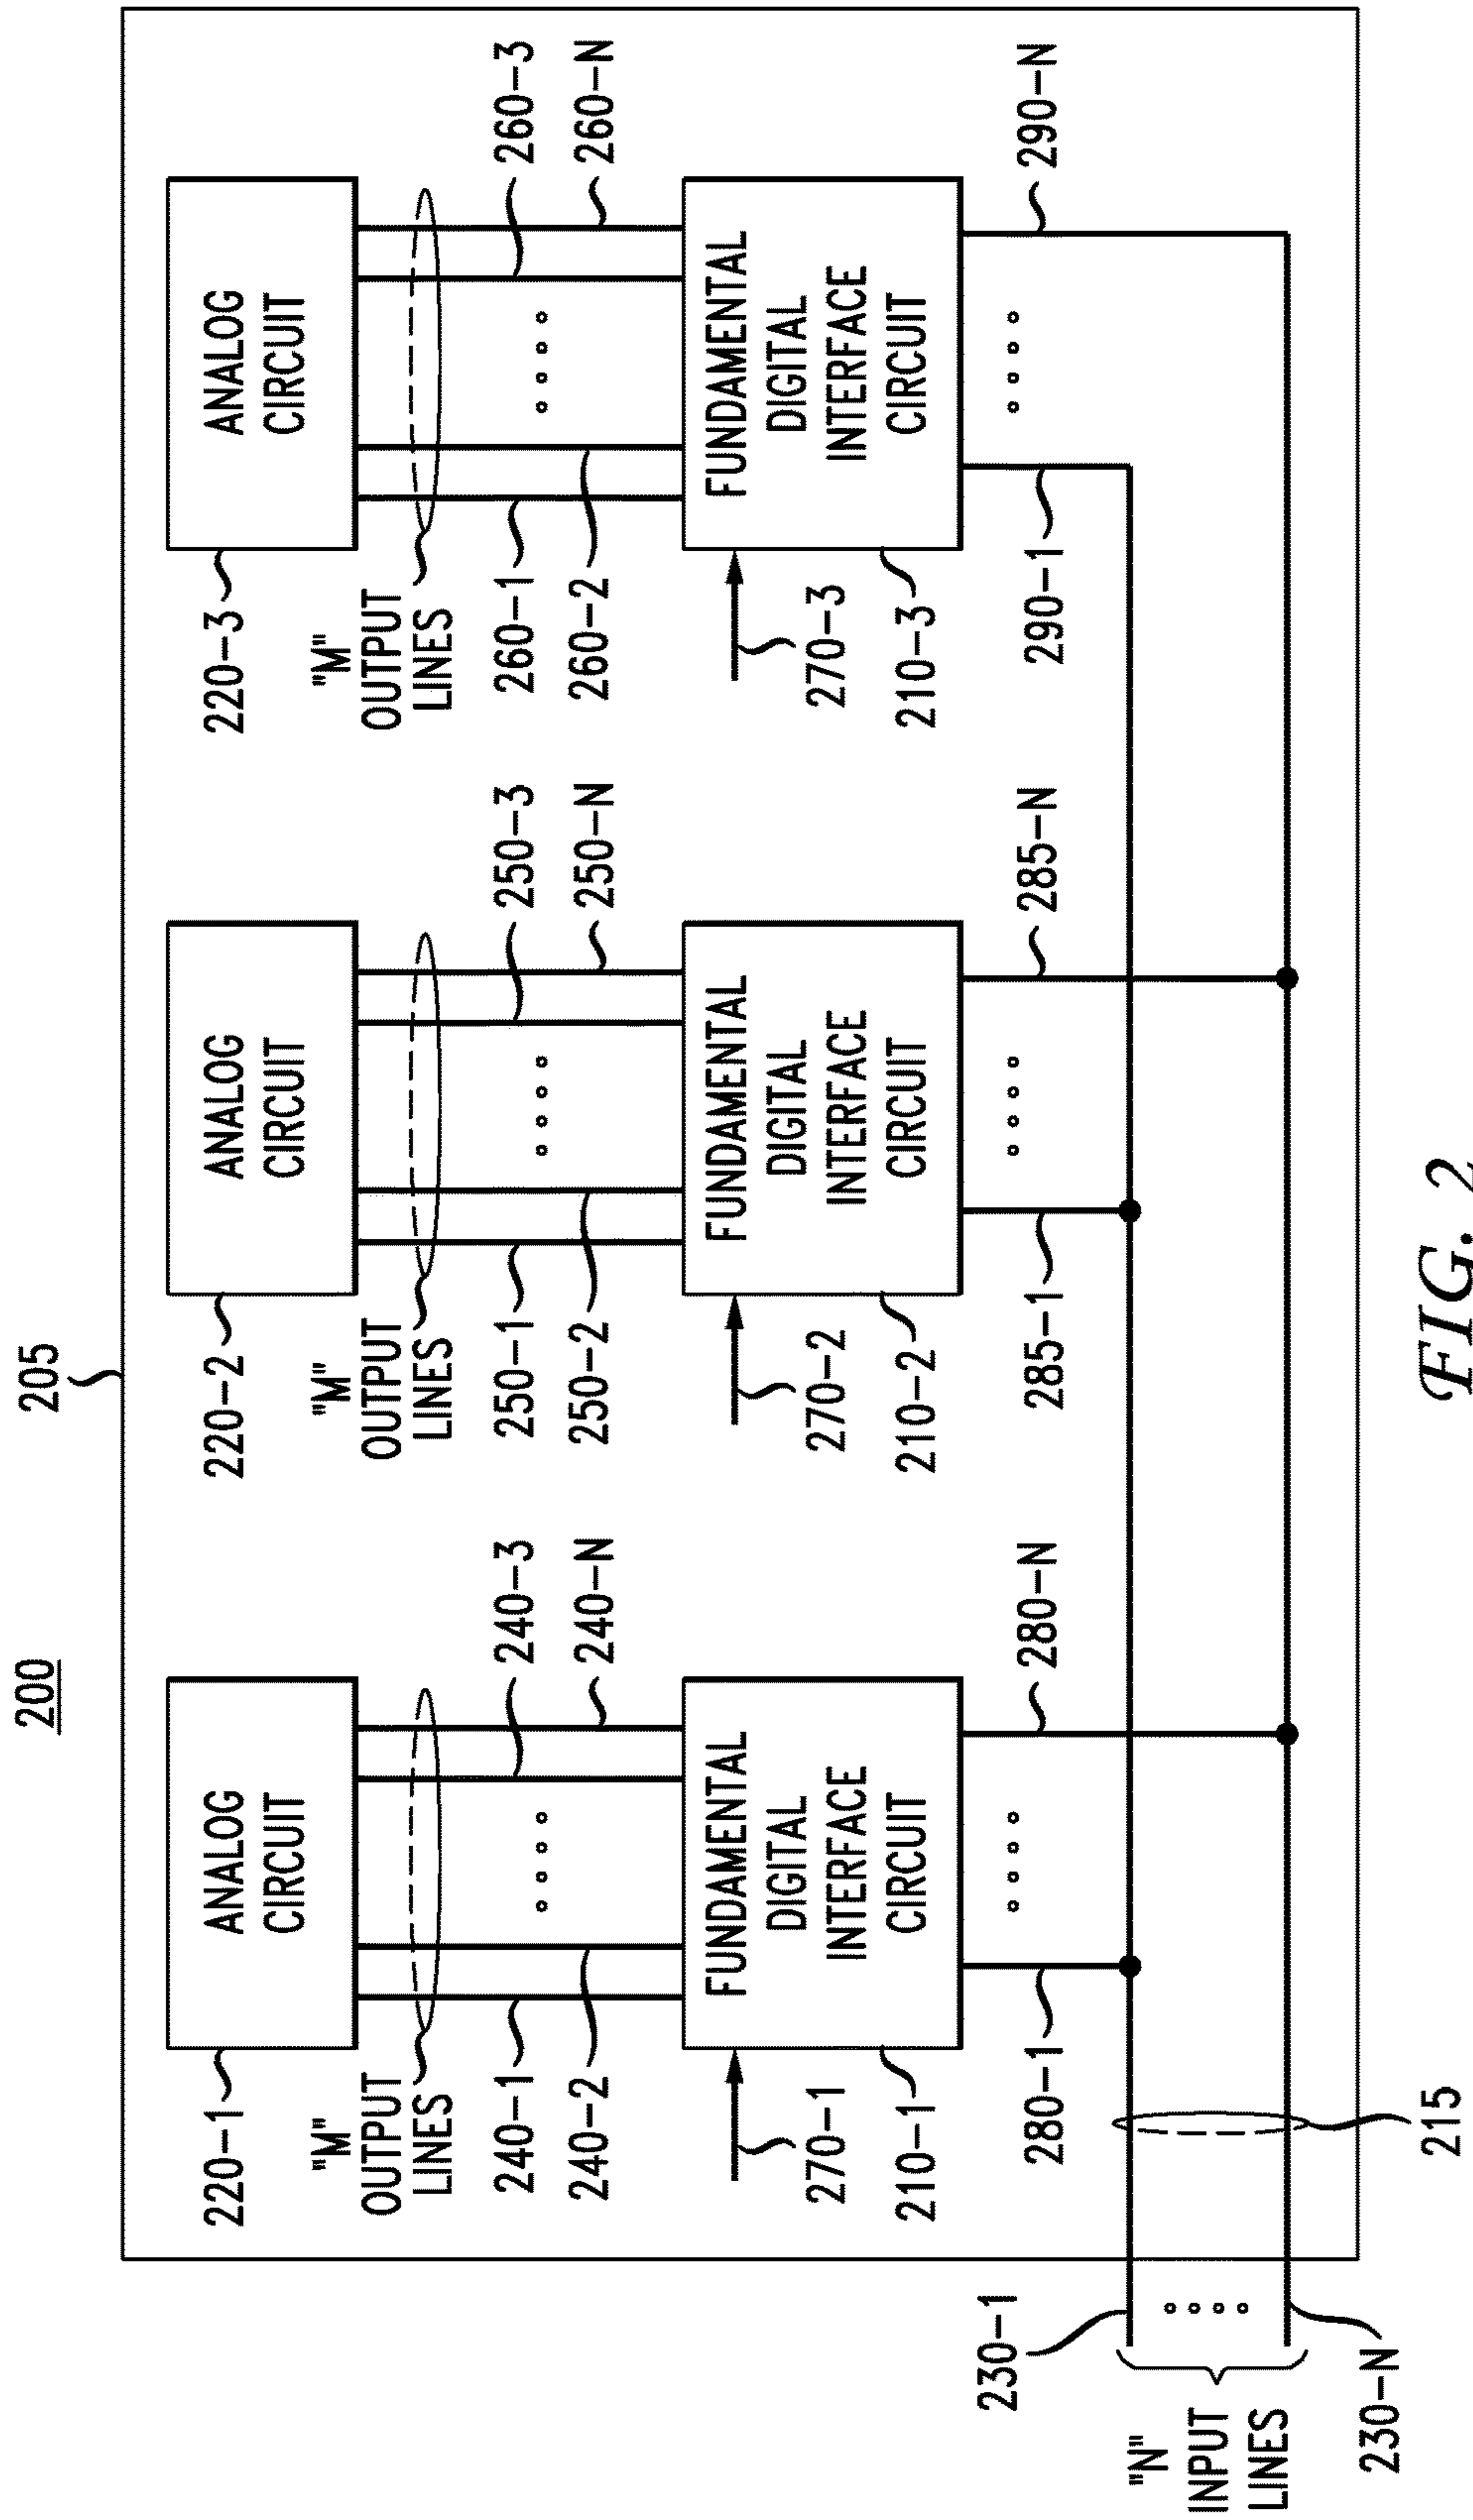 200
205
220-1
ANALOG
CIRCUIT
220-2
ANALOG
CIRCUIT
220-3
ANALOG
CIRCUIT
"M"
OUTPUT
LINES
240-1
240-2
240-3
240-N
"M"
OUTPUT
LINES
250-1
250-2
250-3
250-N
"M"
OUTPUT
LINES
260-1
260-2
260-3
260-N
270-1
210-1
FUNDAMENTAL
DIGITAL
INTERFACE
CIRCUIT
270-2
210-2
FUNDAMENTAL
DIGITAL
INTERFACE
CIRCUIT
270-3
210-3
FUNDAMENTAL
DIGITAL
INTERFACE
CIRCUIT
280-1
280-N
285-1
285-N
290-1
290-N
230-1
"N"
INPUT
LINES
230-N
215
FIG. 2